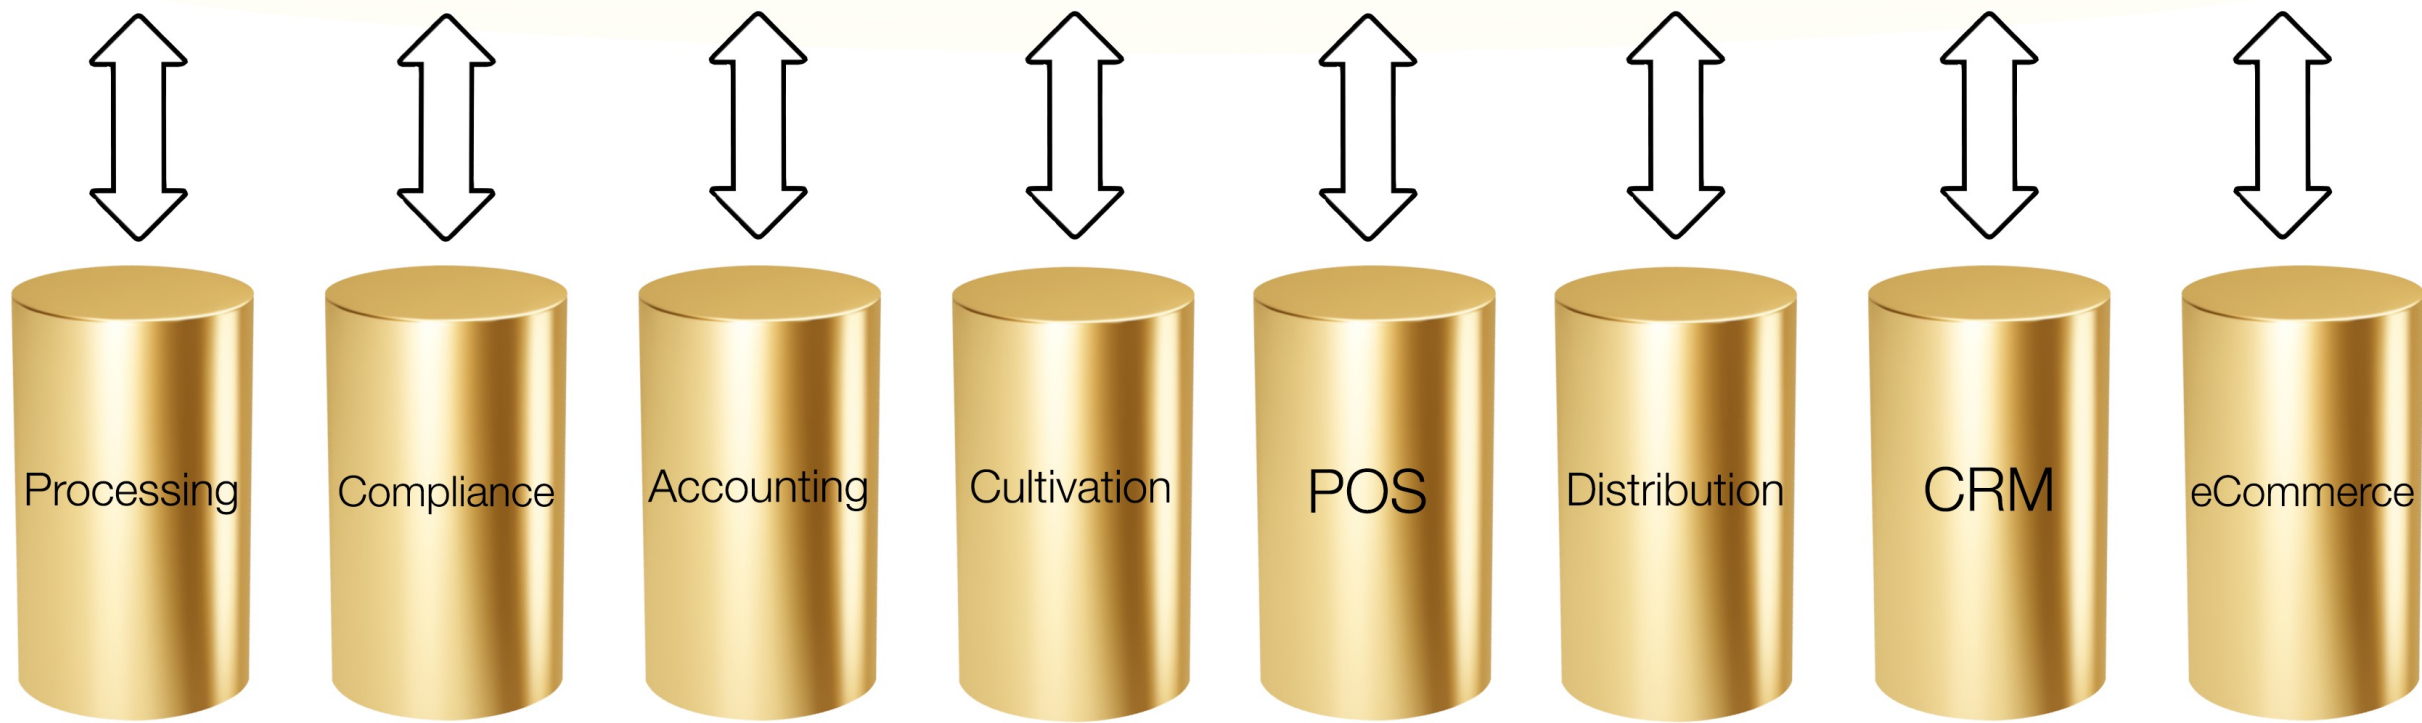 Processing
Compliance
Accounting
Cultivation
POS
Distribution
CRM
eCommerce